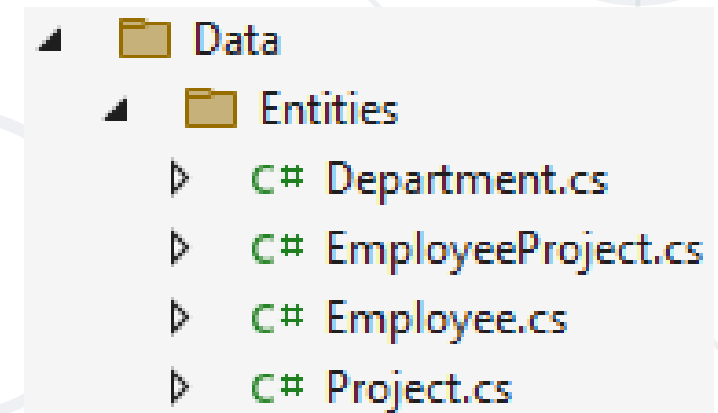 Data
Entities
C# Department.cs
C# EmployeeProject.cs
C# Employee.cs
C# Project.cs